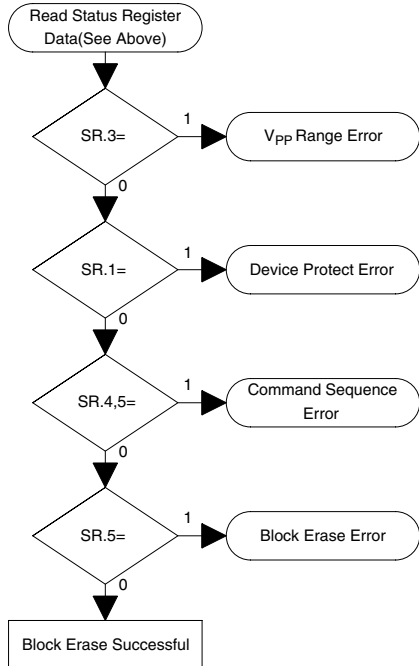 Read Status Register
Data(See Above)
SR.3=
1
VPP Range Error
0
SR.1=
1
Device Protect Error
0
SR.4,5=
1
Command Sequence
Error
0
SR.5=
1
Block Erase Error
0
Block Erase Successful